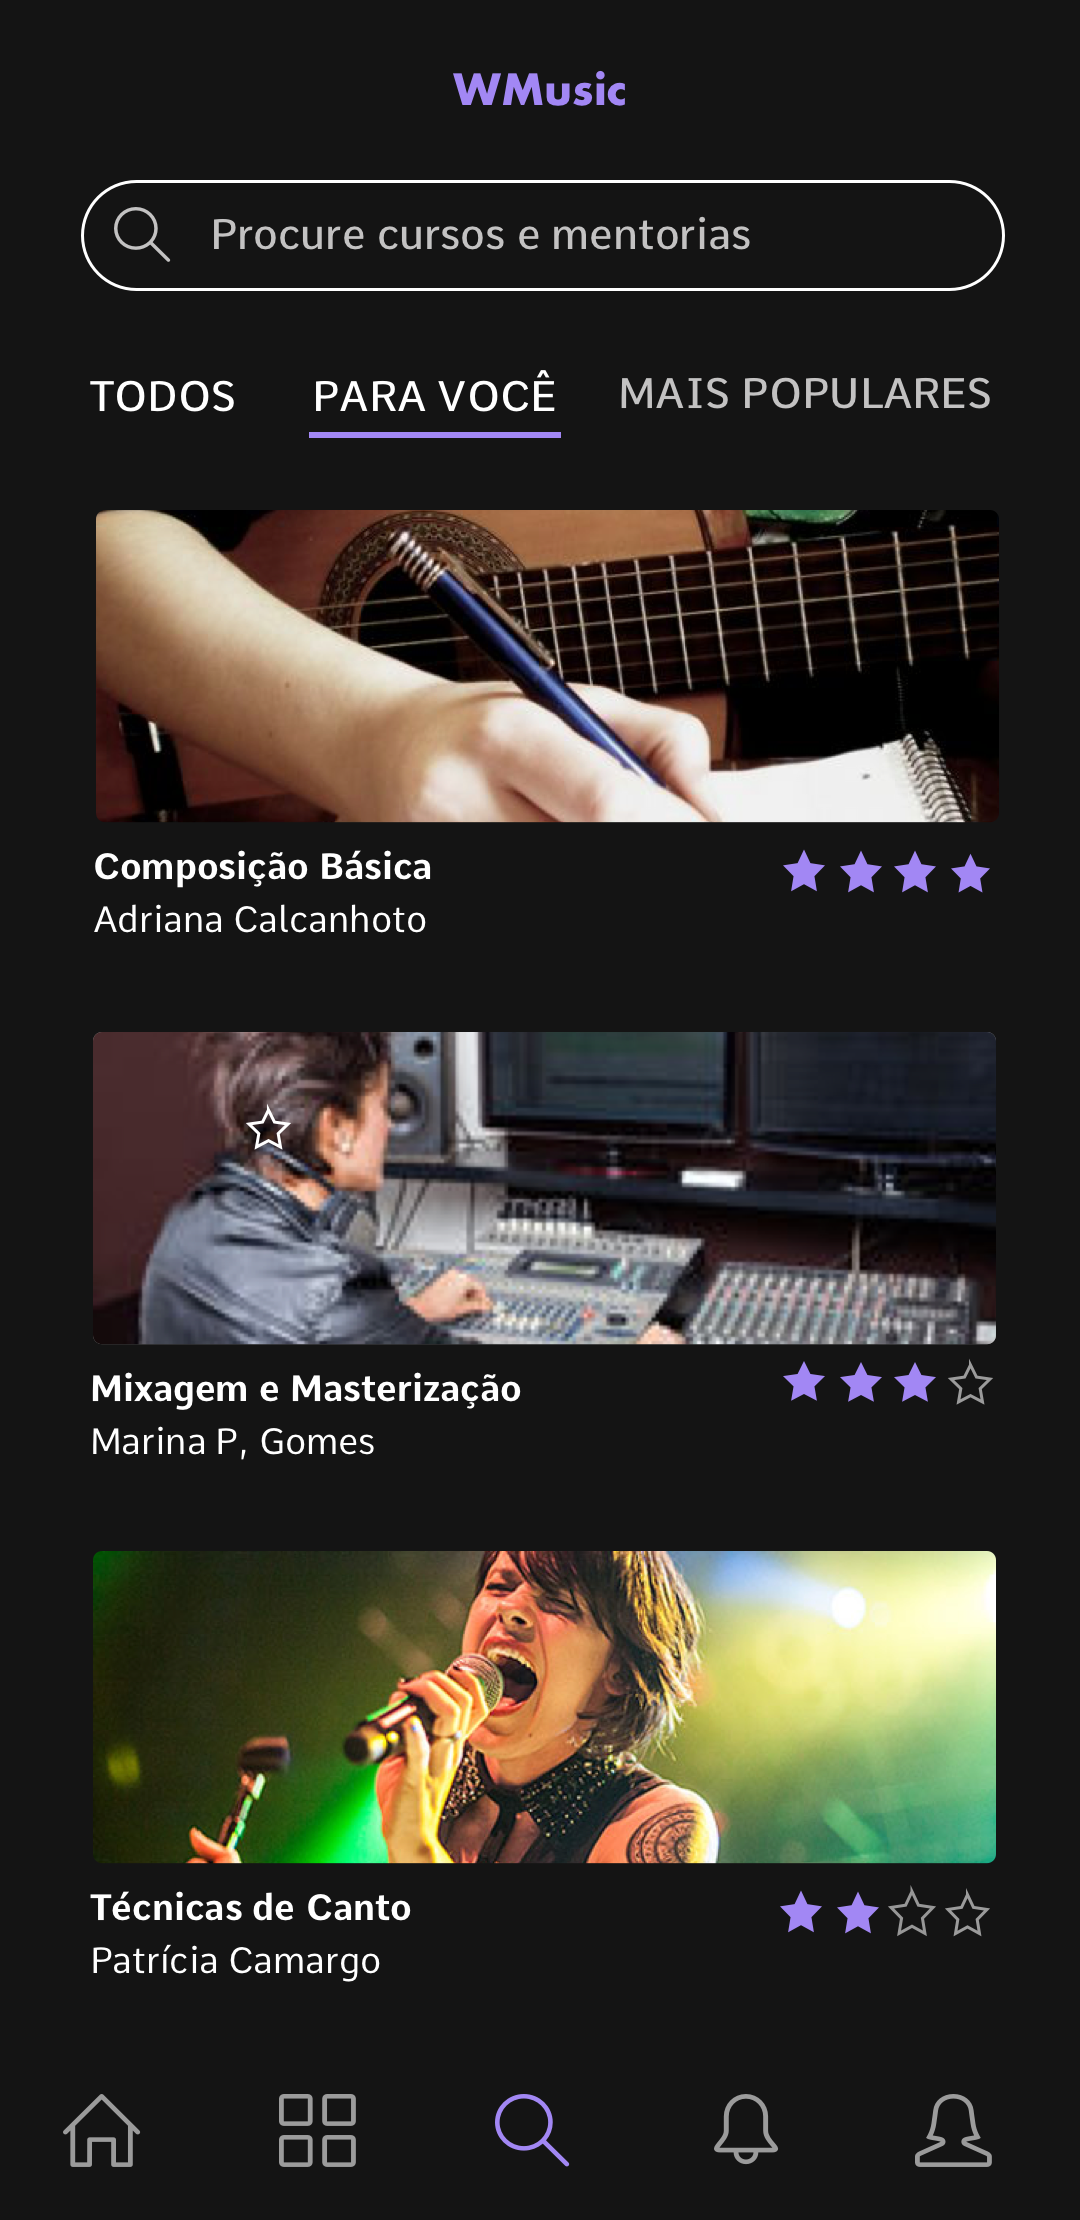 WMusic
Procure cursos e mentorias
TODOS PARA VOCÊ MAIS POPULARES
Composição Básica
Adriana Calcanhoto
Mixagem e Masterização
Marina P, Gomes
Técnicas de Canto
Patrícia Camargo